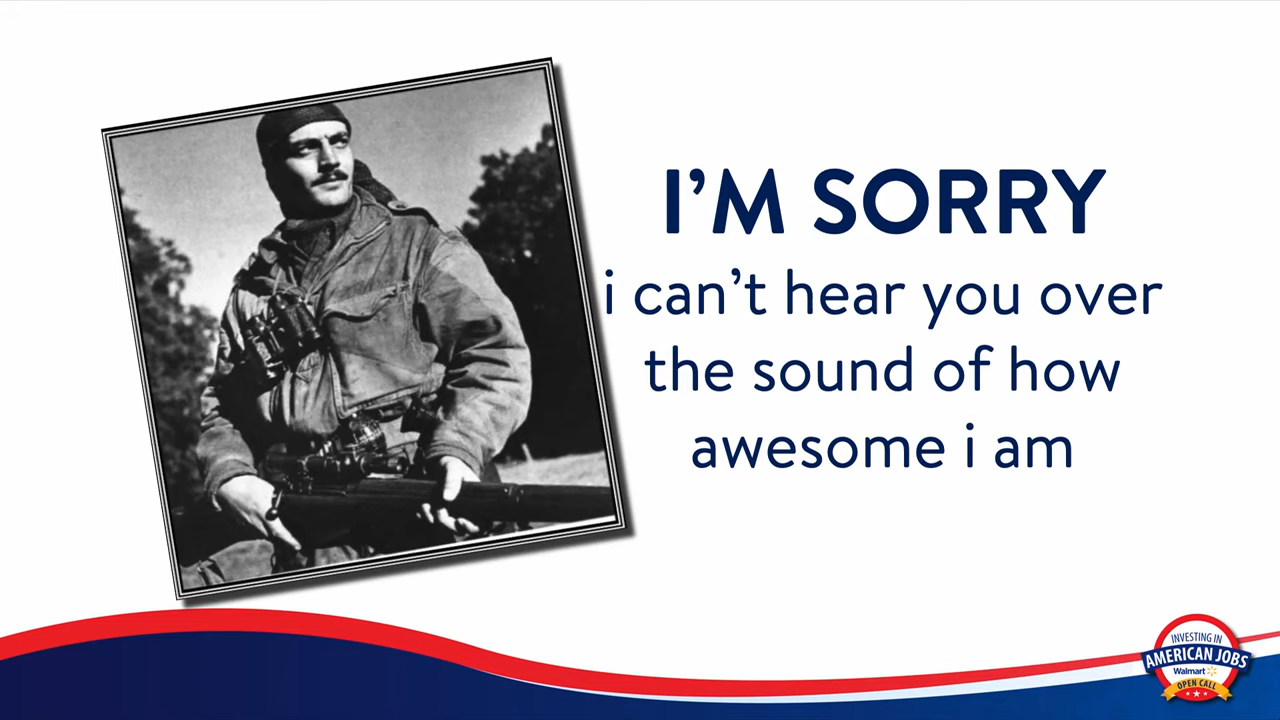 I'M SORRY
i can't hear you over
the sound of how
awesome i am
INVESTING IN
AMERICAN JOBS
Walmart
OPEN CALL